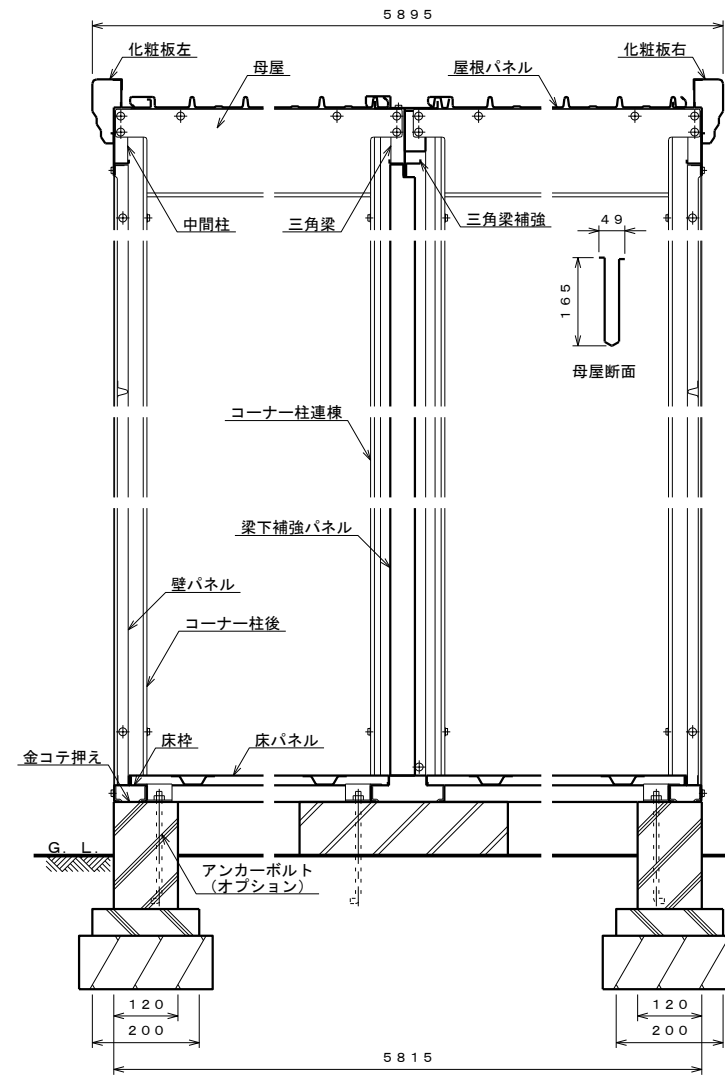 ５８９５
化粧板左
化粧板右
母屋
屋根パネル
中間柱
三角梁
三角梁補強
４９
１６５
母屋断面
コーナー柱連棟
梁下補強パネル
壁パネル
コーナー柱後
金コテ押え
床枠
床パネル
Ｇ．Ｌ．
アンカーボルト
（オプション）
１２０
１２０
２００
２００
５８１５